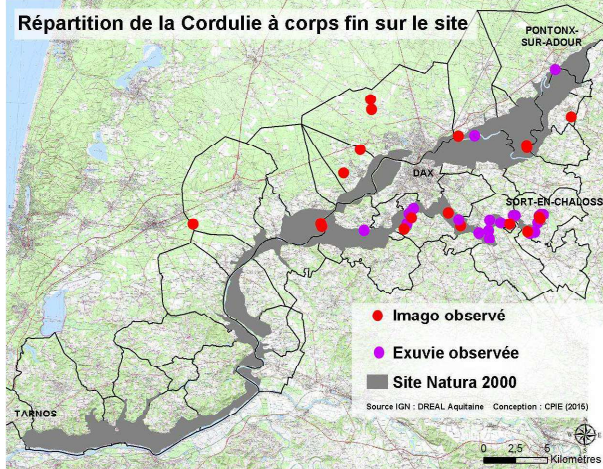 Répartition de la Cordulie à corps fin sur le site
PONTONX-
SUR-ADOUR
DAX
SORT-EN-CHALOSS
Imago observé
Exuvie observée
Site Natura 2000
Source IGN : DREAL Aquitaine Conception : CPIE (2015)
TARNOS
0 2,5 5
Kilomètres